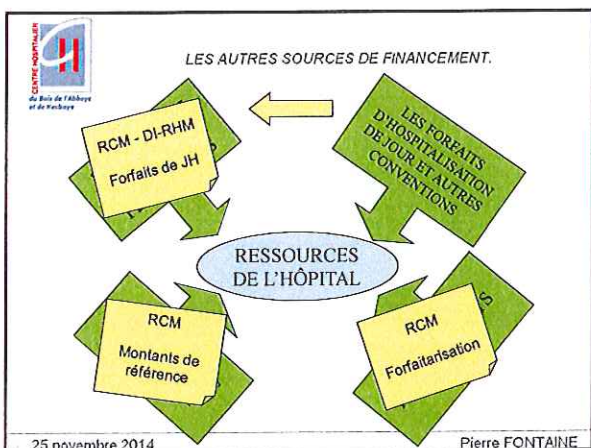 CENTRE HOSPITALIER
du Bois de l'Abbaye
et de Hesbaye
LES AUTRES SOURCES DE FINANCEMENT.
RCM - DI-RHM
Forfaits de JH
LES FORFAITS
D'HOSPITALISATION
DE JOUR ET AUTRES
CONVENTIONS
RESSOURCES
DE L'HÔPITAL
RCM
Montants de
référence
RCM
Forfaitarisation
25 novembre 2014
Pierre FONTAINE